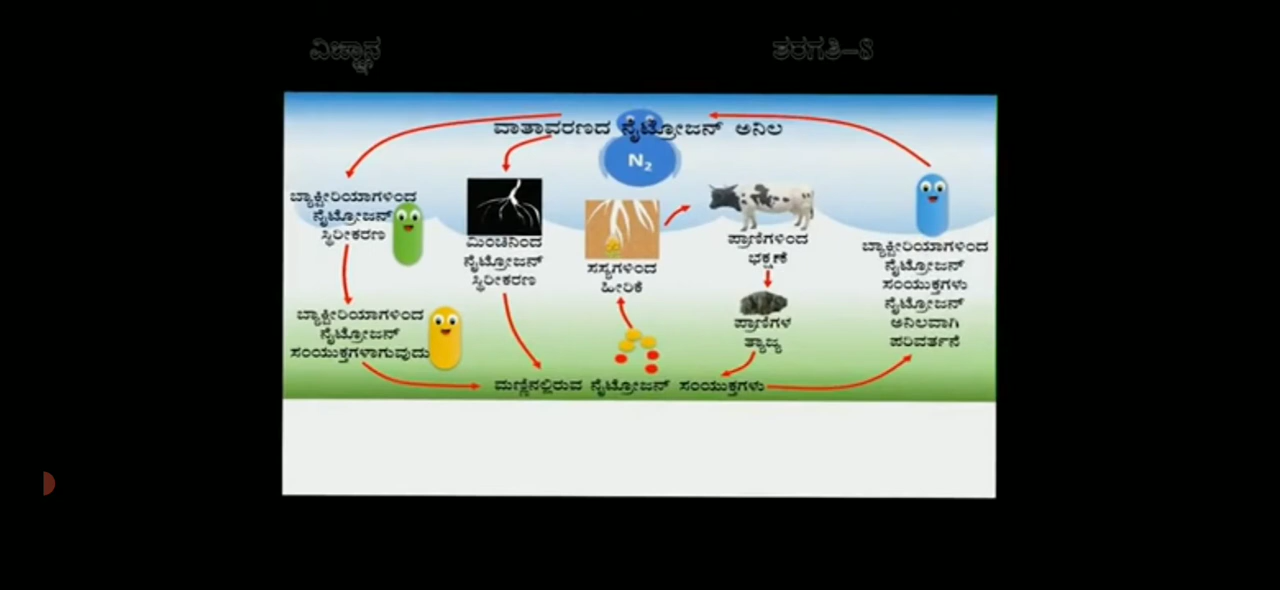 ವಿಜ್ಞಾನ
ತರಗತಿ-8
ವಾತಾವರಣದ ನೈಟ್ರೋಜನ್ ಅನಿಲ
N₂
ಬ್ಯಾಕ್ಟೀರಿಯಾಗಳಿಂದ
ನೈಟ್ರೋಜನ್
ಸ್ಥಿರೀಕರಣ
ಮಿಂಚಿನಿಂದ
ನೈಟ್ರೋಜನ್
ಸ್ಥಿರೀಕರಣ
ಸಸ್ಯಗಳಿಂದ
ಹೀರಿಕೆ
ಪ್ರಾಣಿಗಳಿಂದ
ಭಕ್ಷಣೆ
ಬ್ಯಾಕ್ಟೀರಿಯಾಗಳಿಂದ
ನೈಟ್ರೋಜನ್
ಸಂಯುಕ್ತಗಳು
ನೈಟ್ರೋಜನ್
ಅನಿಲವಾಗಿ
ಪರಿವರ್ತನೆ
ಬ್ಯಾಕ್ಟೀರಿಯಾಗಳಿಂದ
ನೈಟ್ರೋಜನ್
ಸಂಯುಕ್ತಗಳಾಗುವುದು
ಪ್ರಾಣಿಗಳ
ತ್ಯಾಜ್ಯ
ಮಣ್ಣಿನಲ್ಲಿರುವ ನೈಟ್ರೋಜನ್ ಸಂಯುಕ್ತಗಳು